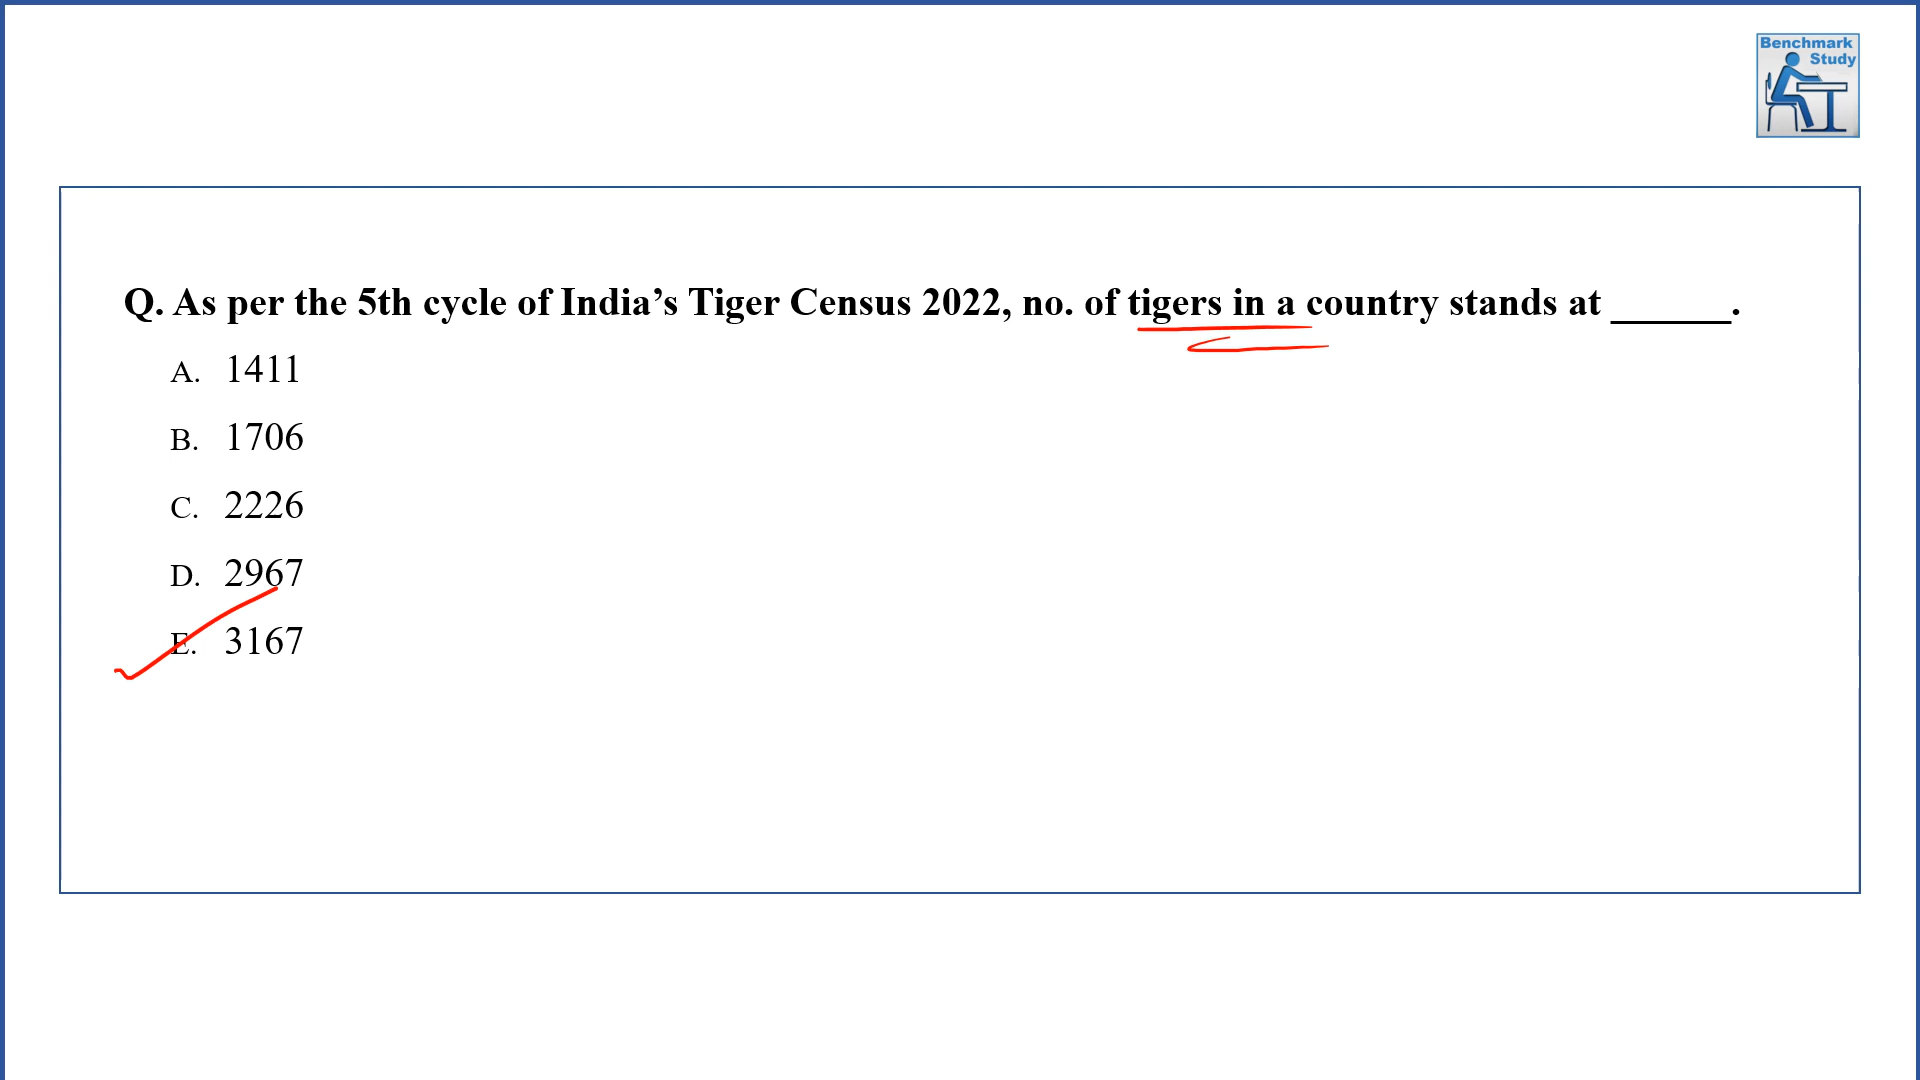 Benchmark
Study
Q. As per the 5th cycle of India’s Tiger Census 2022, no. of tigers in a country stands at ______.
A. 1411
B. 1706
C. 2226
D. 2967
E. 3167